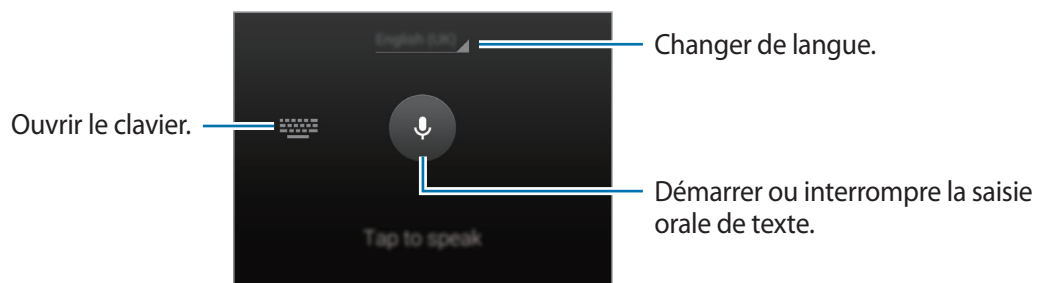 English (UK)
Changer de langue.
Ouvrir le clavier.
Démarrer ou interrompre la saisie
orale de texte.
Tap to speak